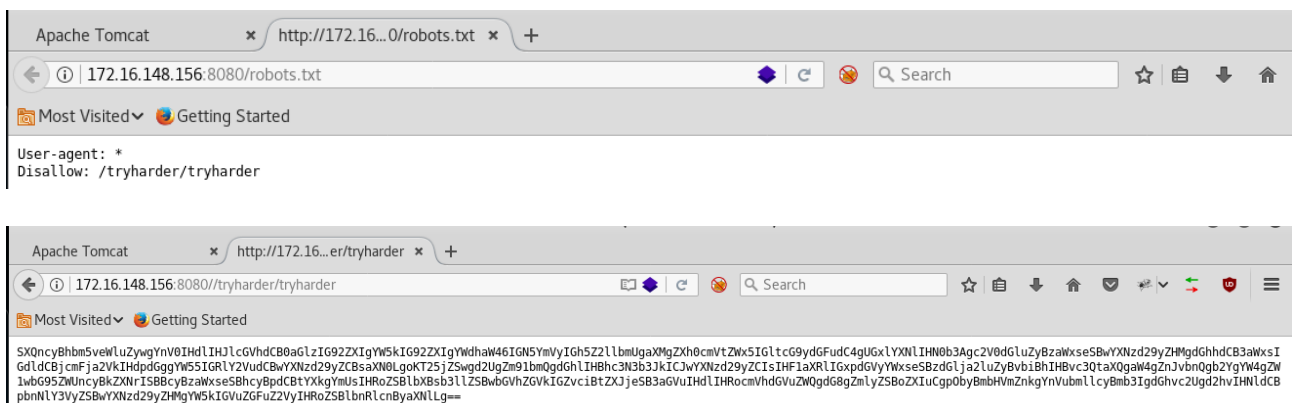 Apache Tomcat × http://172.16...0/robots.txt × +
172.16.148.156:8080/robots.txt Search
Most Visited Getting Started
User-agent: *
Disallow: /tryharder/tryharder
Apache Tomcat × http://172.16...er/tryharder × +
172.16.148.156:8080//tryharder/tryharder Search
Most Visited Getting Started
SXQncyBhbm5veWluZywgYnV0IHdlIHJlcGVhdCB0aGlzIG92ZXIgYW5kIG92ZXIgYWdhaW46IGN5YmVyIGh5Z2llbmUgaXMgZXh0cmVtZWx5IGltcG9ydGFudC4gUGxlYXNlIHN0b3Agc2V0dGluZyBzaWxseSBwYXNzd29yZHMgdGhhdCB3aWxsI
GdldCBjcmFja2VkIHdpdGggYW55IGRlY2VudCBwYXNzd29yZCBsaXN0LgoKT25jZSwgd2UgZm91bmQgdGhlIHBhc3N3b3JkICJwYXNzd29yZCIsIHF1aXRlIGxpdGVyYWxseSBzdGlja2luZyBvbiBhIHBvc3QtaXQgaW4gZnJvbnQgb2YgYW4gZW
1wbG95ZWUncyBkZXNrISBBcyBzaWxseSBhcyBpdCBtYXkgYmUsIHRoZSBlbXBsb3llZSBwbGVhZGVkIGZvciBtZXJjeSB3aGVuIHdlIHRocmVhdGVuZWQgdG8gZmlyZSBoZXIuCgpObyBmbHVmZnkgYnVubmllcyBmb3IgdGhvc2Ugd2hvIHNldCB
pbnNlY3VyZSBwYXNzd29yZHMgYW5kIGVuZGFuZ2VyIHRoZSBlbnRlcnByaXNlLg==